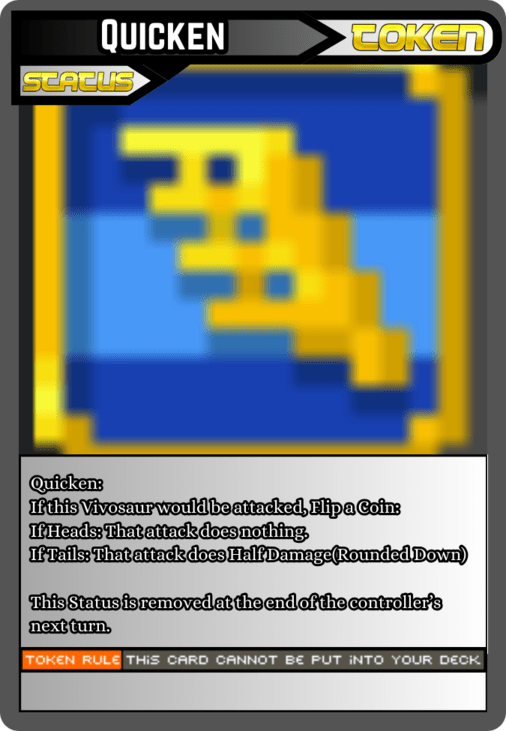 Quicken
TOKEN
STATUS
Quicken:
If this Vivosaur would be attacked, Flip a Coin:
If Heads: That attack does nothing.
If Tails: That attack does Half Damage(Rounded Down)
This Status is removed at the end of the controller's
next turn.
TOKEN RULE THIS CARD CANNOT BE PUT INTO YOUR DECK